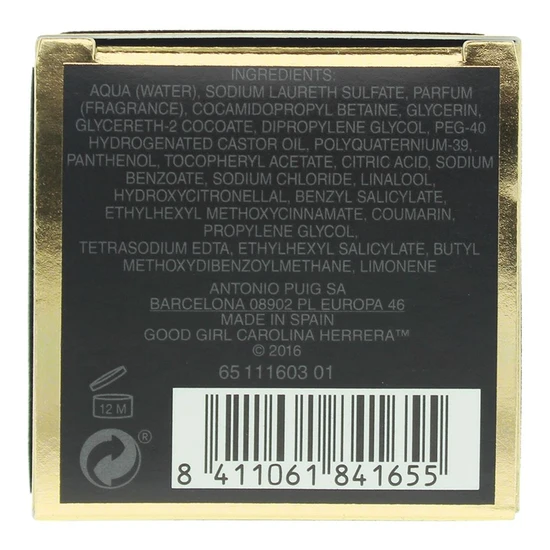 INGREDIENTS:
AQUA (WATER), SODIUM LAURETH SULFATE, PARFUM
(FRAGRANCE), COCAMIDOPROPYL BETAINE, GLYCERIN,
GLYCERETH-2 COCOATE, DIPROPYLENE GLYCOL, PEG-40
HYDROGENATED CASTOR OIL, POLYQUATERNIUM-39,
PANTHENOL, TOCOPHERYL ACETATE, CITRIC ACID, SODIUM
BENZOATE, SODIUM CHLORIDE, LINALOOL,
HYDROXYCITRONELLAL, BENZYL SALICYLATE,
ETHYLHEXYL METHOXYCINNAMATE, COUMARIN,
PROPYLENE GLYCOL,
TETRASODIUM EDTA, ETHYLHEXYL SALICYLATE, BUTYL
METHOXYDIBENZOYLMETHANE, LIMONENE
ANTONIO PUIG SA
BARCELONA 08902 PL EUROPA 46
MADE IN SPAIN
GOOD GIRL CAROLINA HERRERA™
© 2016
65 111603 01
12 M
®
8 411061 841655